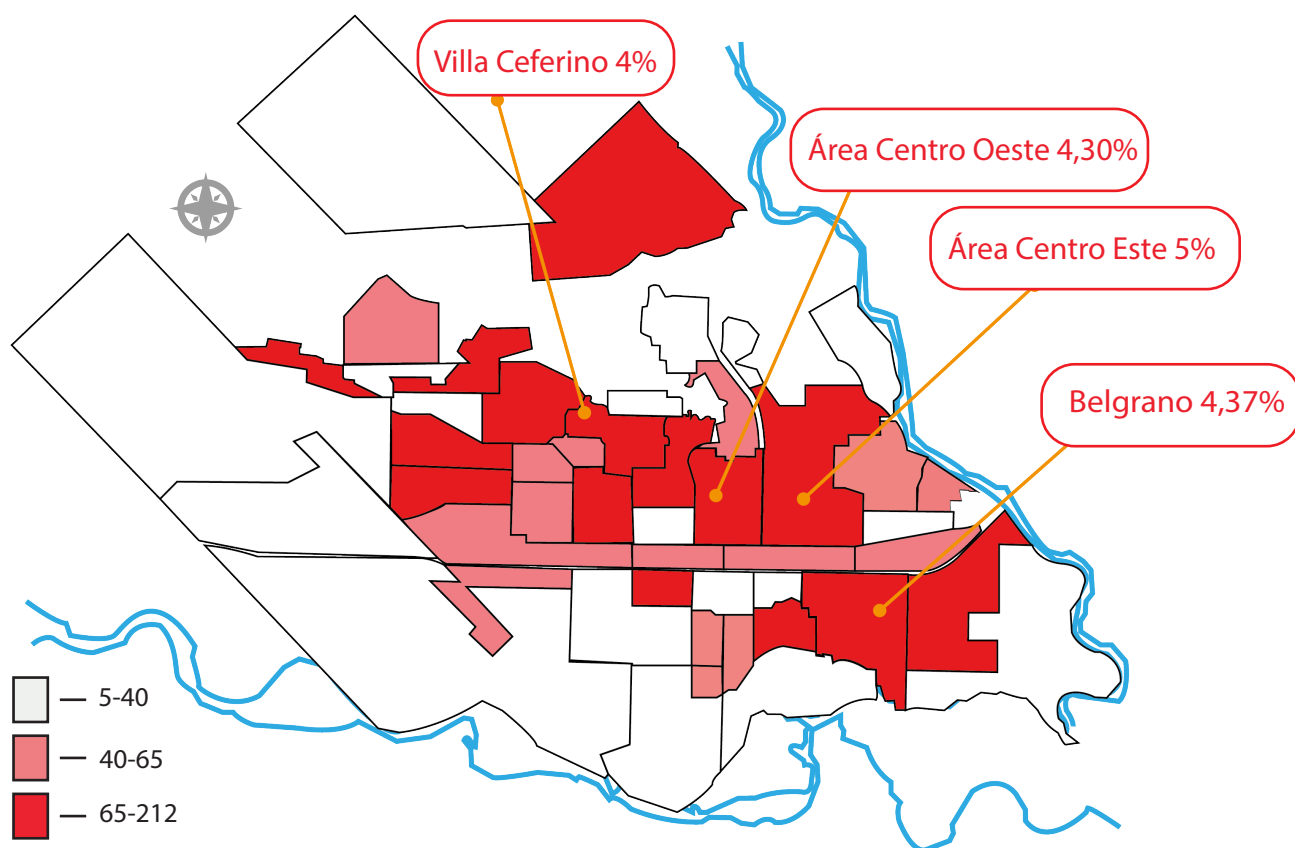 Villa Ceferino 4%
Área Centro Oeste 4,30%
Área Centro Este 5%
Belgrano 4,37%
5-40
40-65
65-212